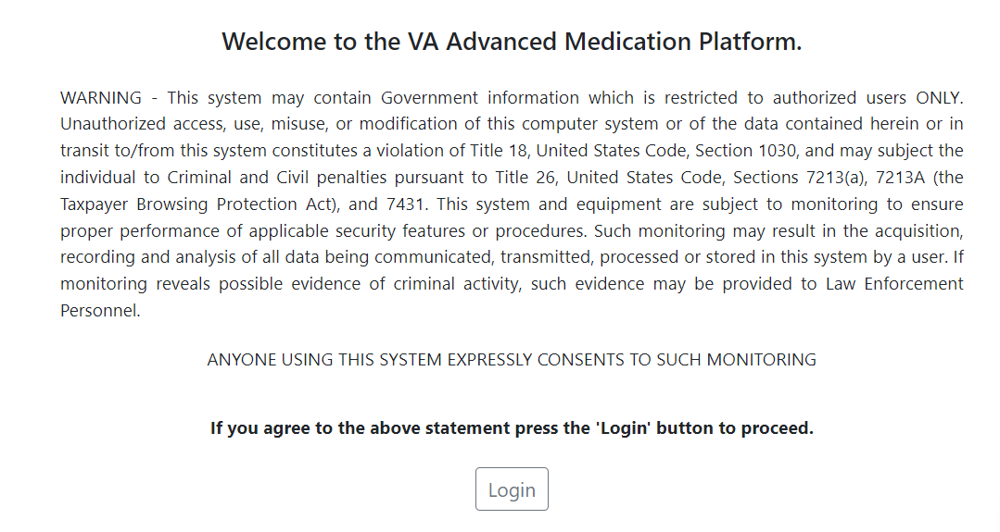 Welcome to the VA Advanced Medication Platform.
WARNING - This system may contain Government information which is restricted to authorized users ONLY.
Unauthorized access, use, misuse, or modification of this computer system or of the data contained herein or in
transit to/from this system constitutes a violation of Title 18, United States Code, Section 1030, and may subject the
individual to Criminal and Civil penalties pursuant to Title 26, United States Code, Sections 7213(a), 7213A (the
Taxpayer Browsing Protection Act), and 7431. This system and equipment are subject to monitoring to ensure
proper performance of applicable security features or procedures. Such monitoring may result in the acquisition,
recording and analysis of all data being communicated, transmitted, processed or stored in this system by a user. If
monitoring reveals possible evidence of criminal activity, such evidence may be provided to Law Enforcement
Personnel.
ANYONE USING THIS SYSTEM EXPRESSLY CONSENTS TO SUCH MONITORING
If you agree to the above statement press the 'Login' button to proceed.
Login